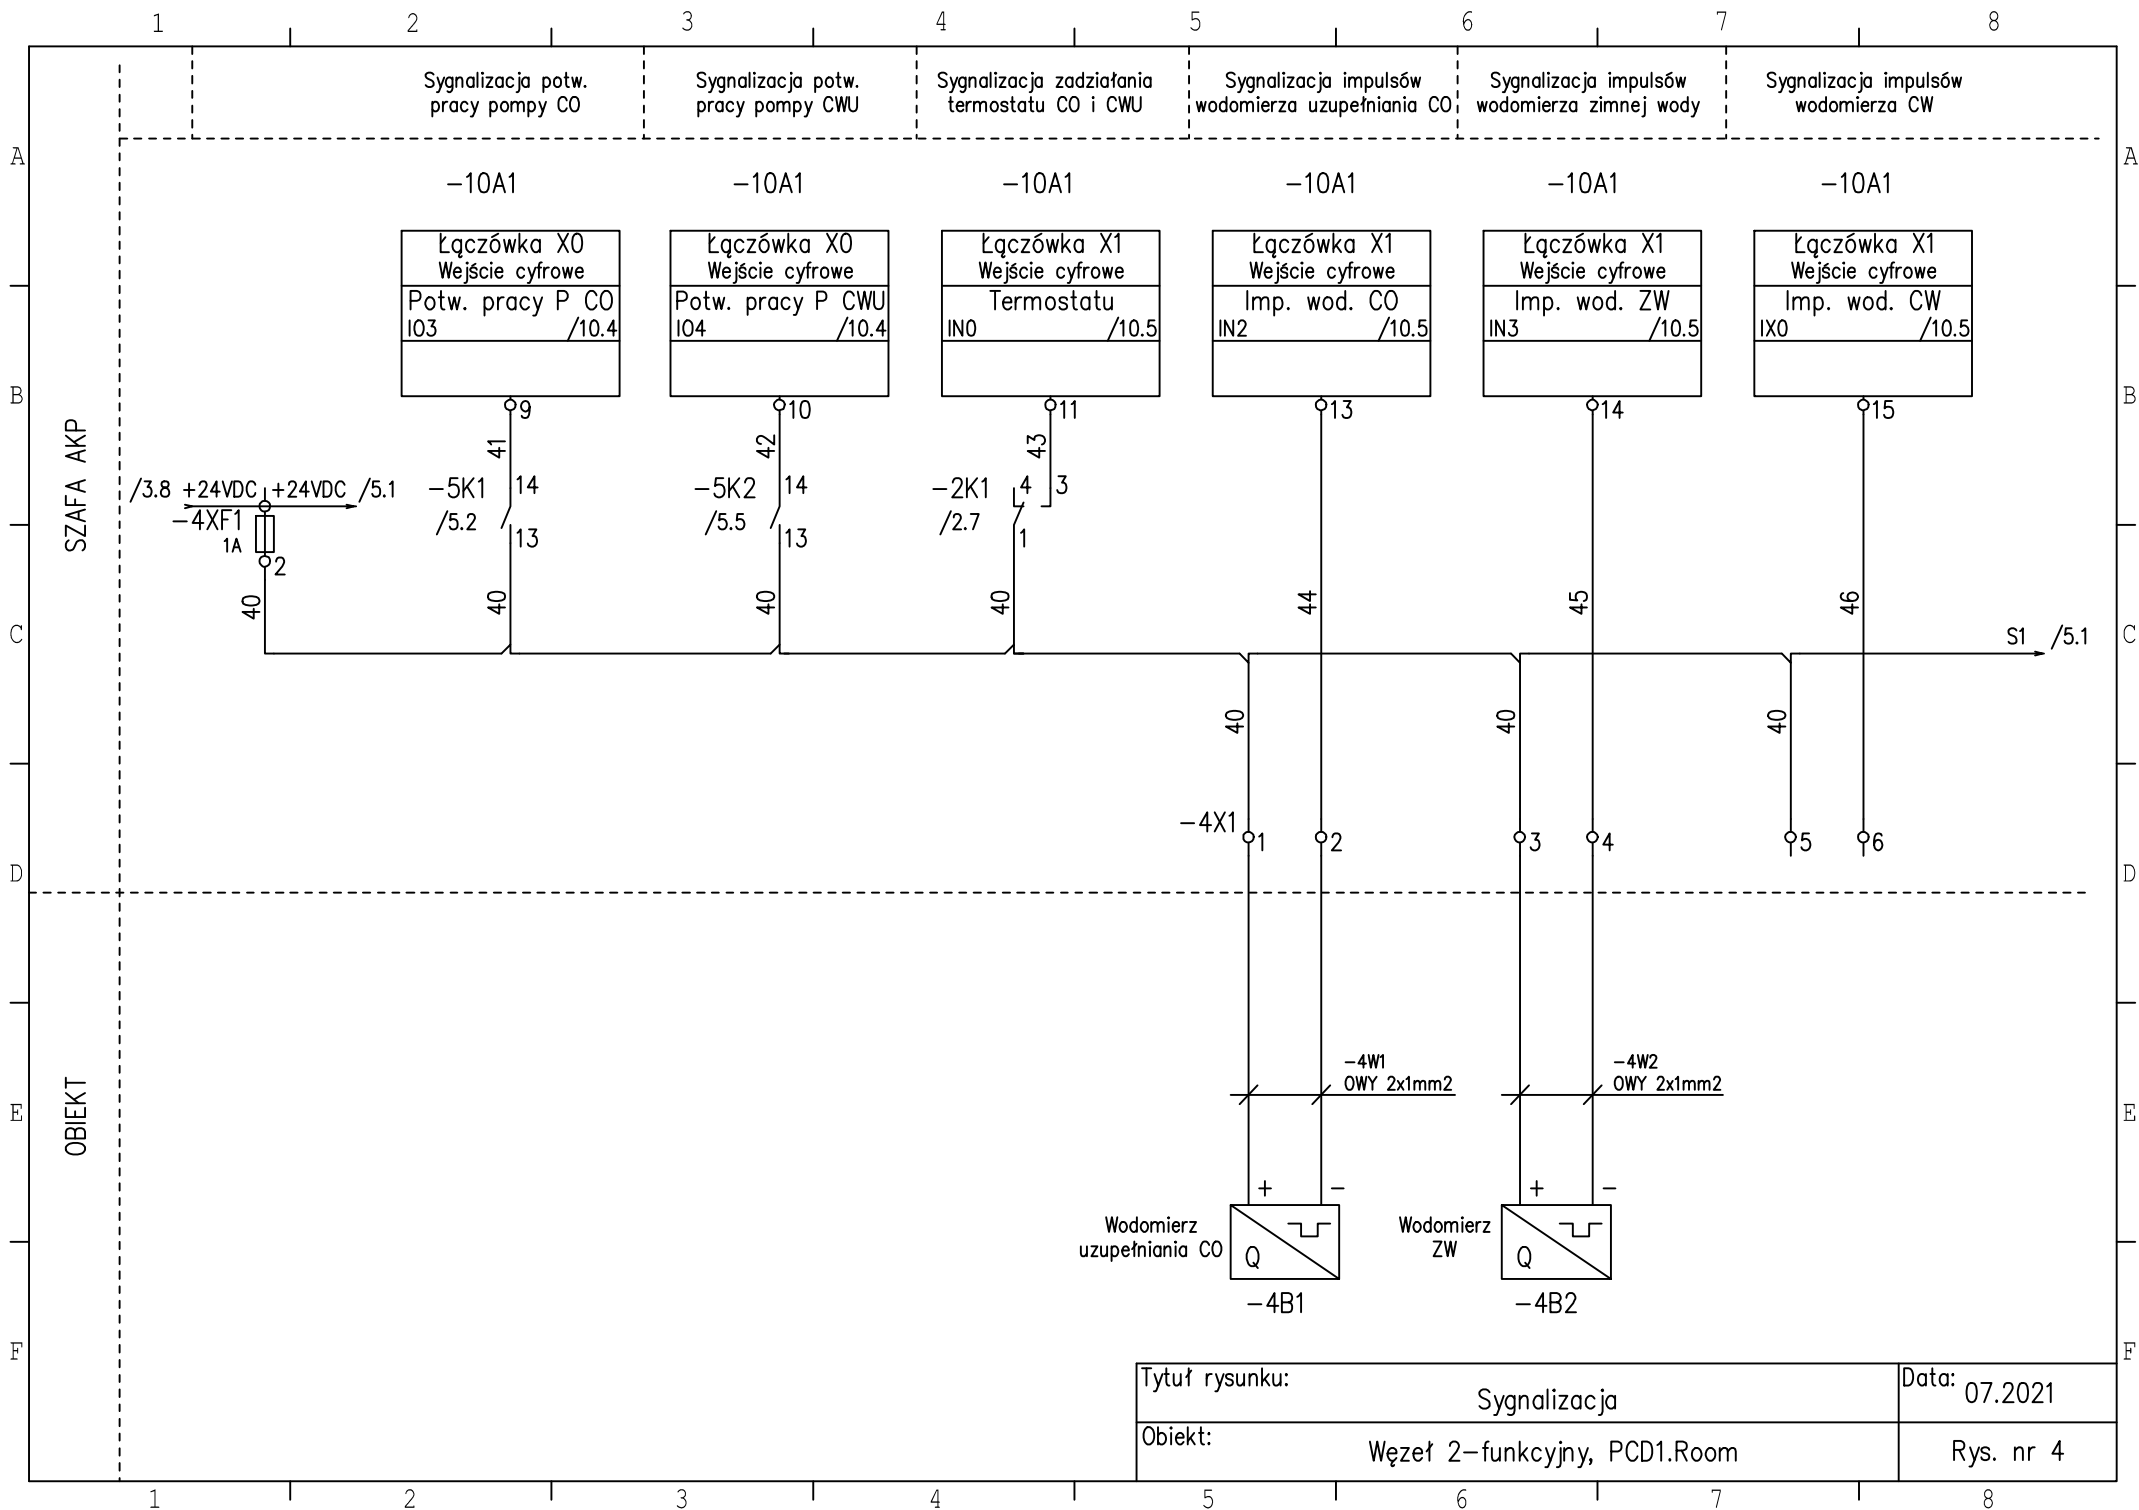 1 2 3 4 5 6 7 8
Sygnalizacja potw.
pracy pompy CO
Sygnalizacja potw.
pracy pompy CWU
Sygnalizacja zadziałania
termostatu CO i CWU
Sygnalizacja impulsów
wodomierza uzupełniania CO
Sygnalizacja impulsów
wodomierza zimnej wody
Sygnalizacja impulsów
wodomierza CW
A A
-10A1 -10A1 -10A1 -10A1 -10A1 -10A1
Łączówka X0
Wejście cyfrowe
Potw. pracy P CO
IO3 /10.4
Łączówka X0
Wejście cyfrowe
Potw. pracy P CWU
IO4 /10.4
Łączówka X1
Wejście cyfrowe
Termostatu
IN0 /10.5
Łączówka X1
Wejście cyfrowe
Imp. wod. CO
IN2 /10.5
Łączówka X1
Wejście cyfrowe
Imp. wod. ZW
IN3 /10.5
Łączówka X1
Wejście cyfrowe
Imp. wod. CW
IX0 /10.5
B B
9 10 11 13 14 15
41 42 43
SZAFA AKP
/3.8 +24VDC +24VDC /5.1
-4XF1
1A
2
-5K1 14
/5.2
13
-5K2 14
/5.5
13
-2K1 4 3
/2.7
1
40 40 40 40 44 45 46
C C
S1 /5.1
40 40 40
-4X1 1 2 3 4 5 6
D D
-4W1
OWY 2x1mm2
-4W2
OWY 2x1mm2
E E
OBIEKT
+ - + -
Wodomierz
uzupełniania CO
Q
-4B1
Wodomierz
ZW
Q
-4B2
F F
Tytuł rysunku:
Sygnalizacja
Data: 07.2021
Obiekt:
Węzeł 2-funkcyjny, PCD1.Room
Rys. nr 4
1 2 3 4 5 6 7 8